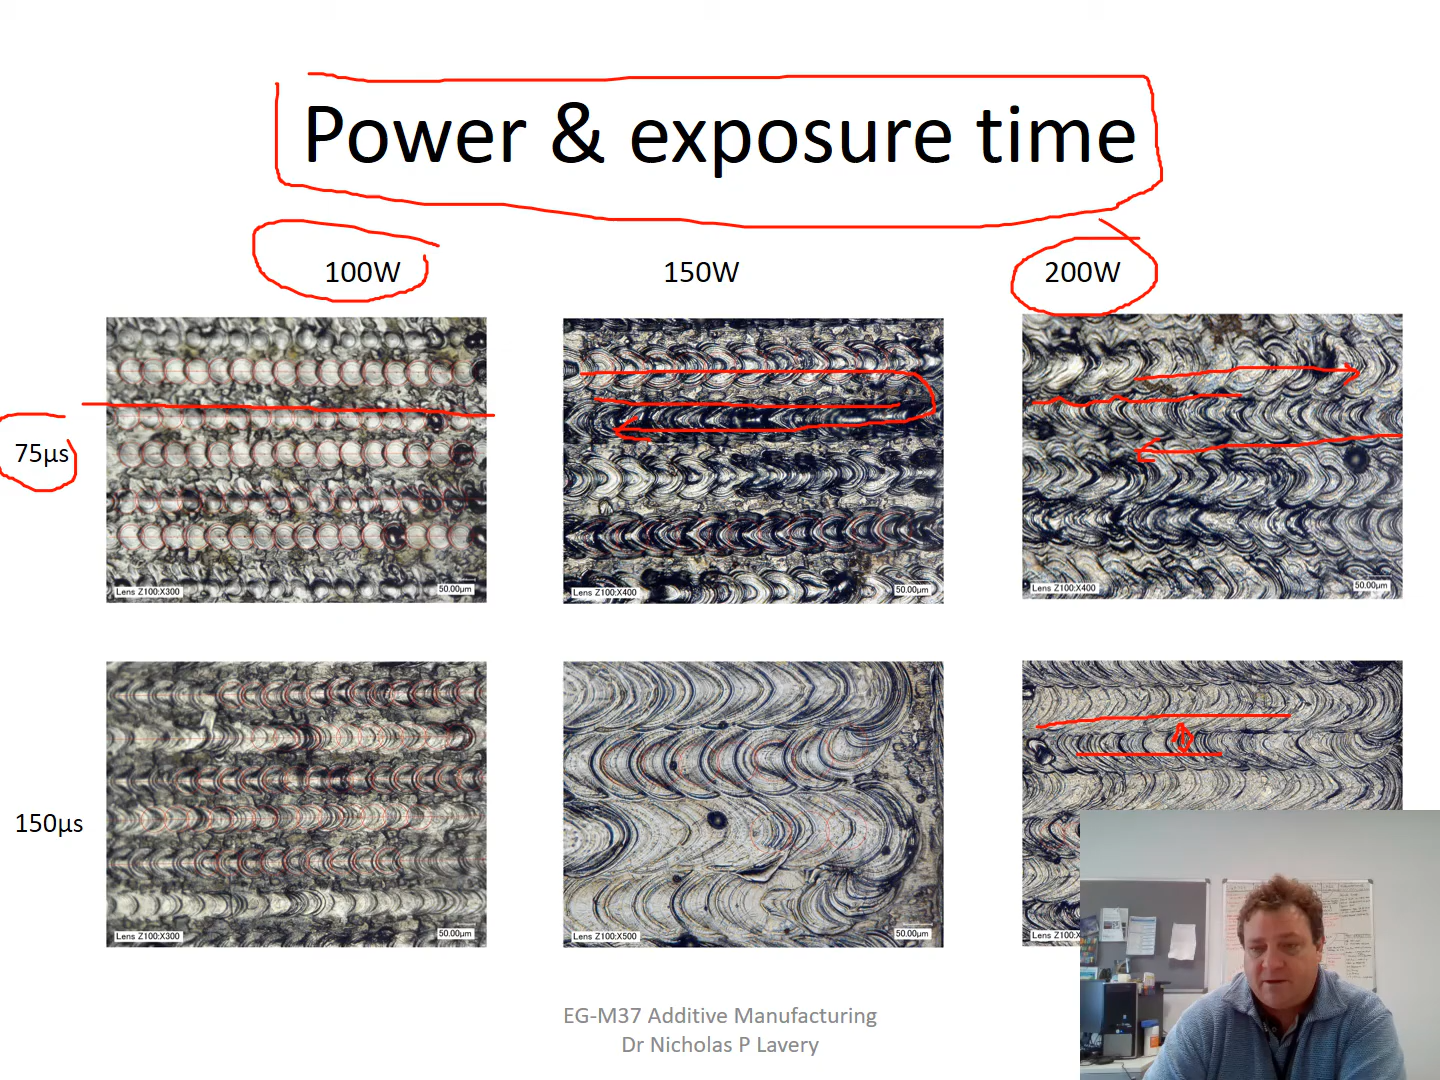 Power & exposure time
100W
150W
200W
75µs
Lens Z100:X300
50.00µm
Lens Z100:X400
50.00µm
Lens Z100:X400
50.00µm
150µs
Lens Z100:X300
50.00µm
Lens Z100:X500
50.00µm
Lens Z100:X
EG-M37 Additive Manufacturing
Dr Nicholas P Lavery